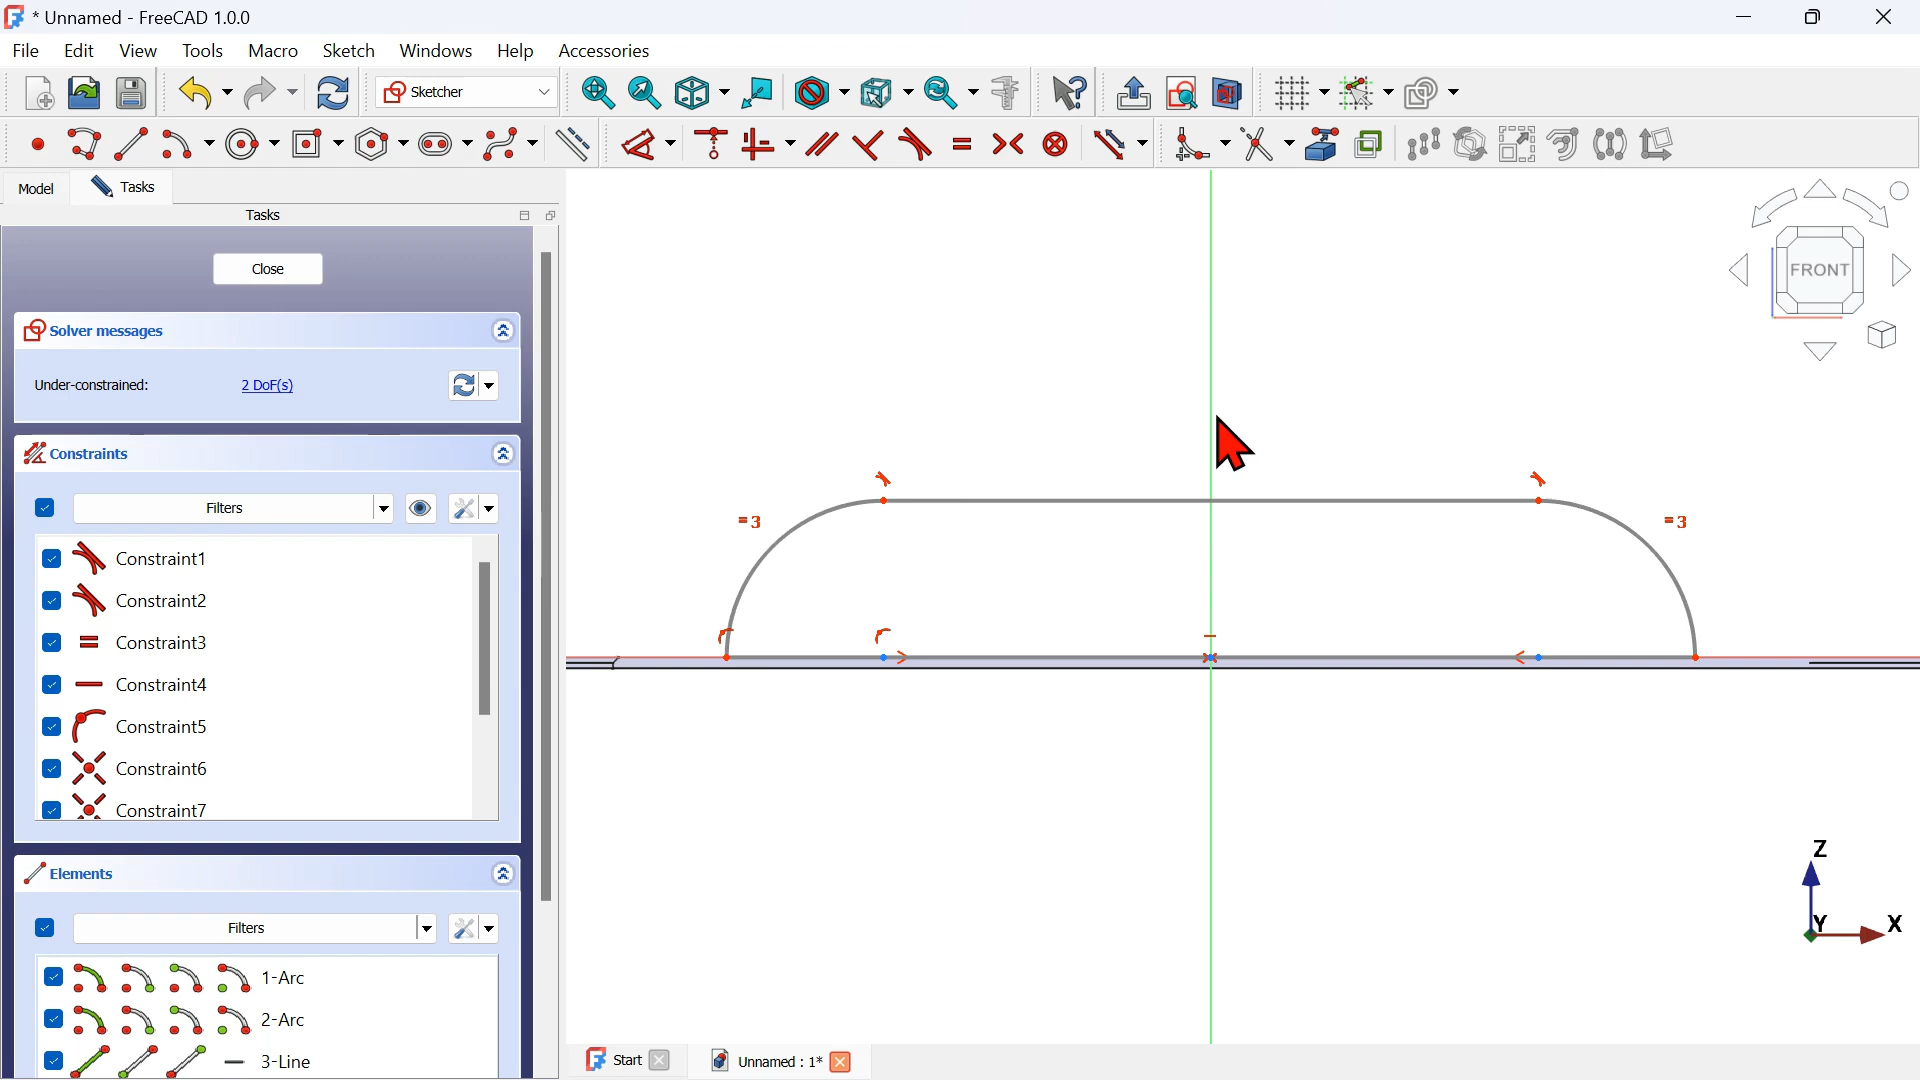 * Unnamed - FreeCAD 1.0.0
File Edit View Tools Macro Sketch Windows Help Accessories
Sketcher
Model Tasks
Tasks
Close
Solver messages
Under-constrained: 2 DoF(s)
Constraints
Filters
Constraint1
Constraint2
Constraint3
Constraint4
Constraint5
Constraint6
Constraint7
Elements
Filters
1-Arc
2-Arc
3-Line
FRONT
= 3
= 3
Z
Y X
Start Unnamed : 1*